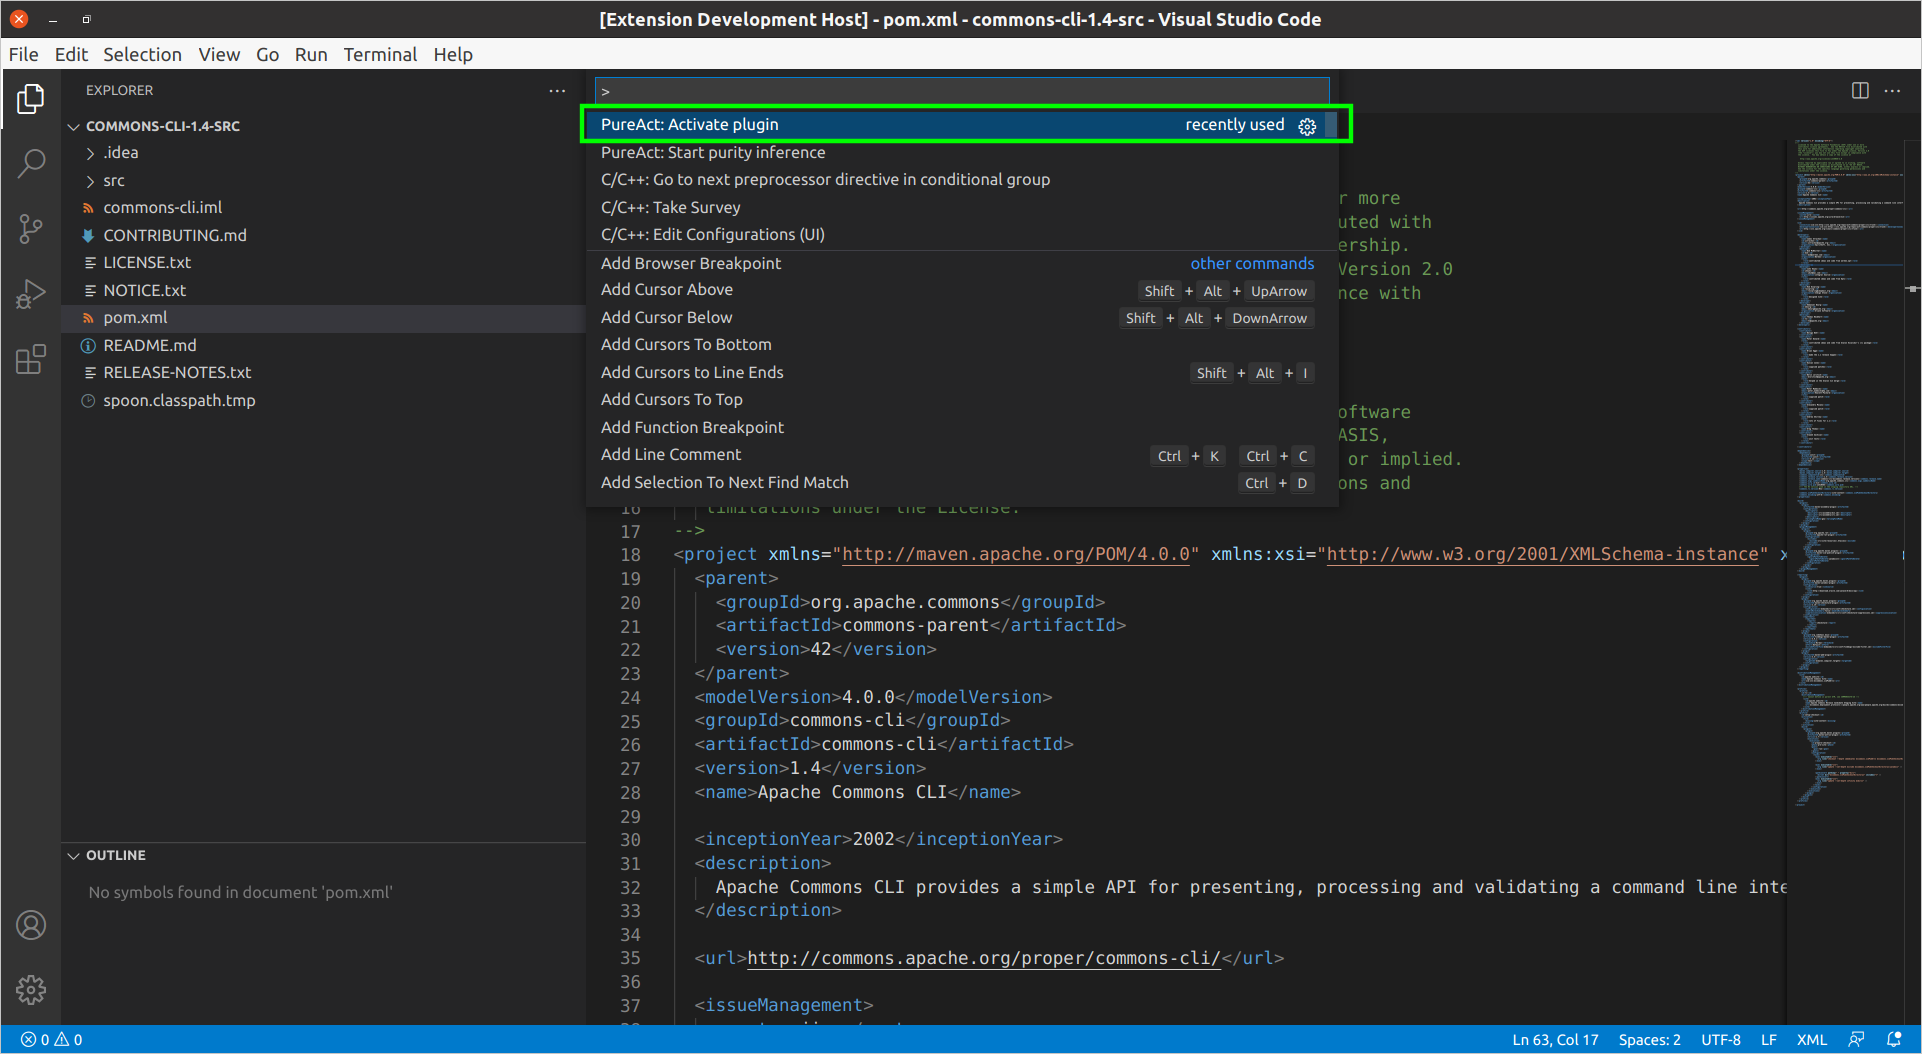 [Extension Development Host] - pom.xml - commons-cli-1.4-src - Visual Studio Code
File Edit Selection View Go Run Terminal Help
EXPLORER
COMMONS-CLI-1.4-SRC
.idea
src
commons-cli.iml
CONTRIBUTING.md
LICENSE.txt
NOTICE.txt
pom.xml
README.md
RELEASE-NOTES.txt
spoon.classpath.tmp
OUTLINE
No symbols found in document 'pom.xml'
>
PureAct: Activate plugin recently used
PureAct: Start purity inference
C/C++: Go to next preprocessor directive in conditional group
C/C++: Take Survey
C/C++: Edit Configurations (UI)
Add Browser Breakpoint other commands
Add Cursor Above Shift + Alt + UpArrow
Add Cursor Below Shift + Alt + DownArrow
Add Cursors To Bottom
Add Cursors to Line Ends Shift + Alt + I
Add Cursors To Top
Add Function Breakpoint
Add Line Comment Ctrl + K Ctrl + C
Add Selection To Next Find Match Ctrl + D
r more
uted with
ership.
Version 2.0
nce with
oftware
ASIS,
or implied.
ons and
16 limitations under the License.
17 -->
18 <project xmlns="http://maven.apache.org/POM/4.0.0" xmlns:xsi="http://www.w3.org/2001/XMLSchema-instance" x
19 <parent>
20 <groupId>org.apache.commons</groupId>
21 <artifactId>commons-parent</artifactId>
22 <version>42</version>
23 </parent>
24 <modelVersion>4.0.0</modelVersion>
25 <groupId>commons-cli</groupId>
26 <artifactId>commons-cli</artifactId>
27 <version>1.4</version>
28 <name>Apache Commons CLI</name>
29
30 <inceptionYear>2002</inceptionYear>
31 <description>
32 Apache Commons CLI provides a simple API for presenting, processing and validating a command line inte
33 </description>
34
35 <url>http://commons.apache.org/proper/commons-cli/</url>
36
37 <issueManagement>
0 0 Ln 63, Col 17 Spaces: 2 UTF-8 LF XML